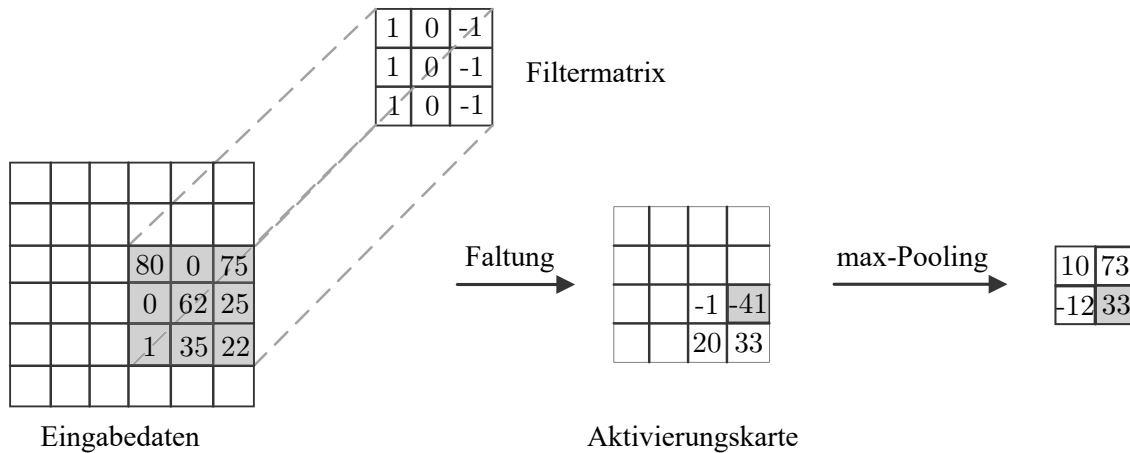 1 0 -1
1 0 -1
1 0 -1
Filtermatrix
80 0 75
0 62 25
1 35 22
Eingabedaten
Faltung
-1 -41
20 33
Aktivierungskarte
max-Pooling
10 73
-12 33